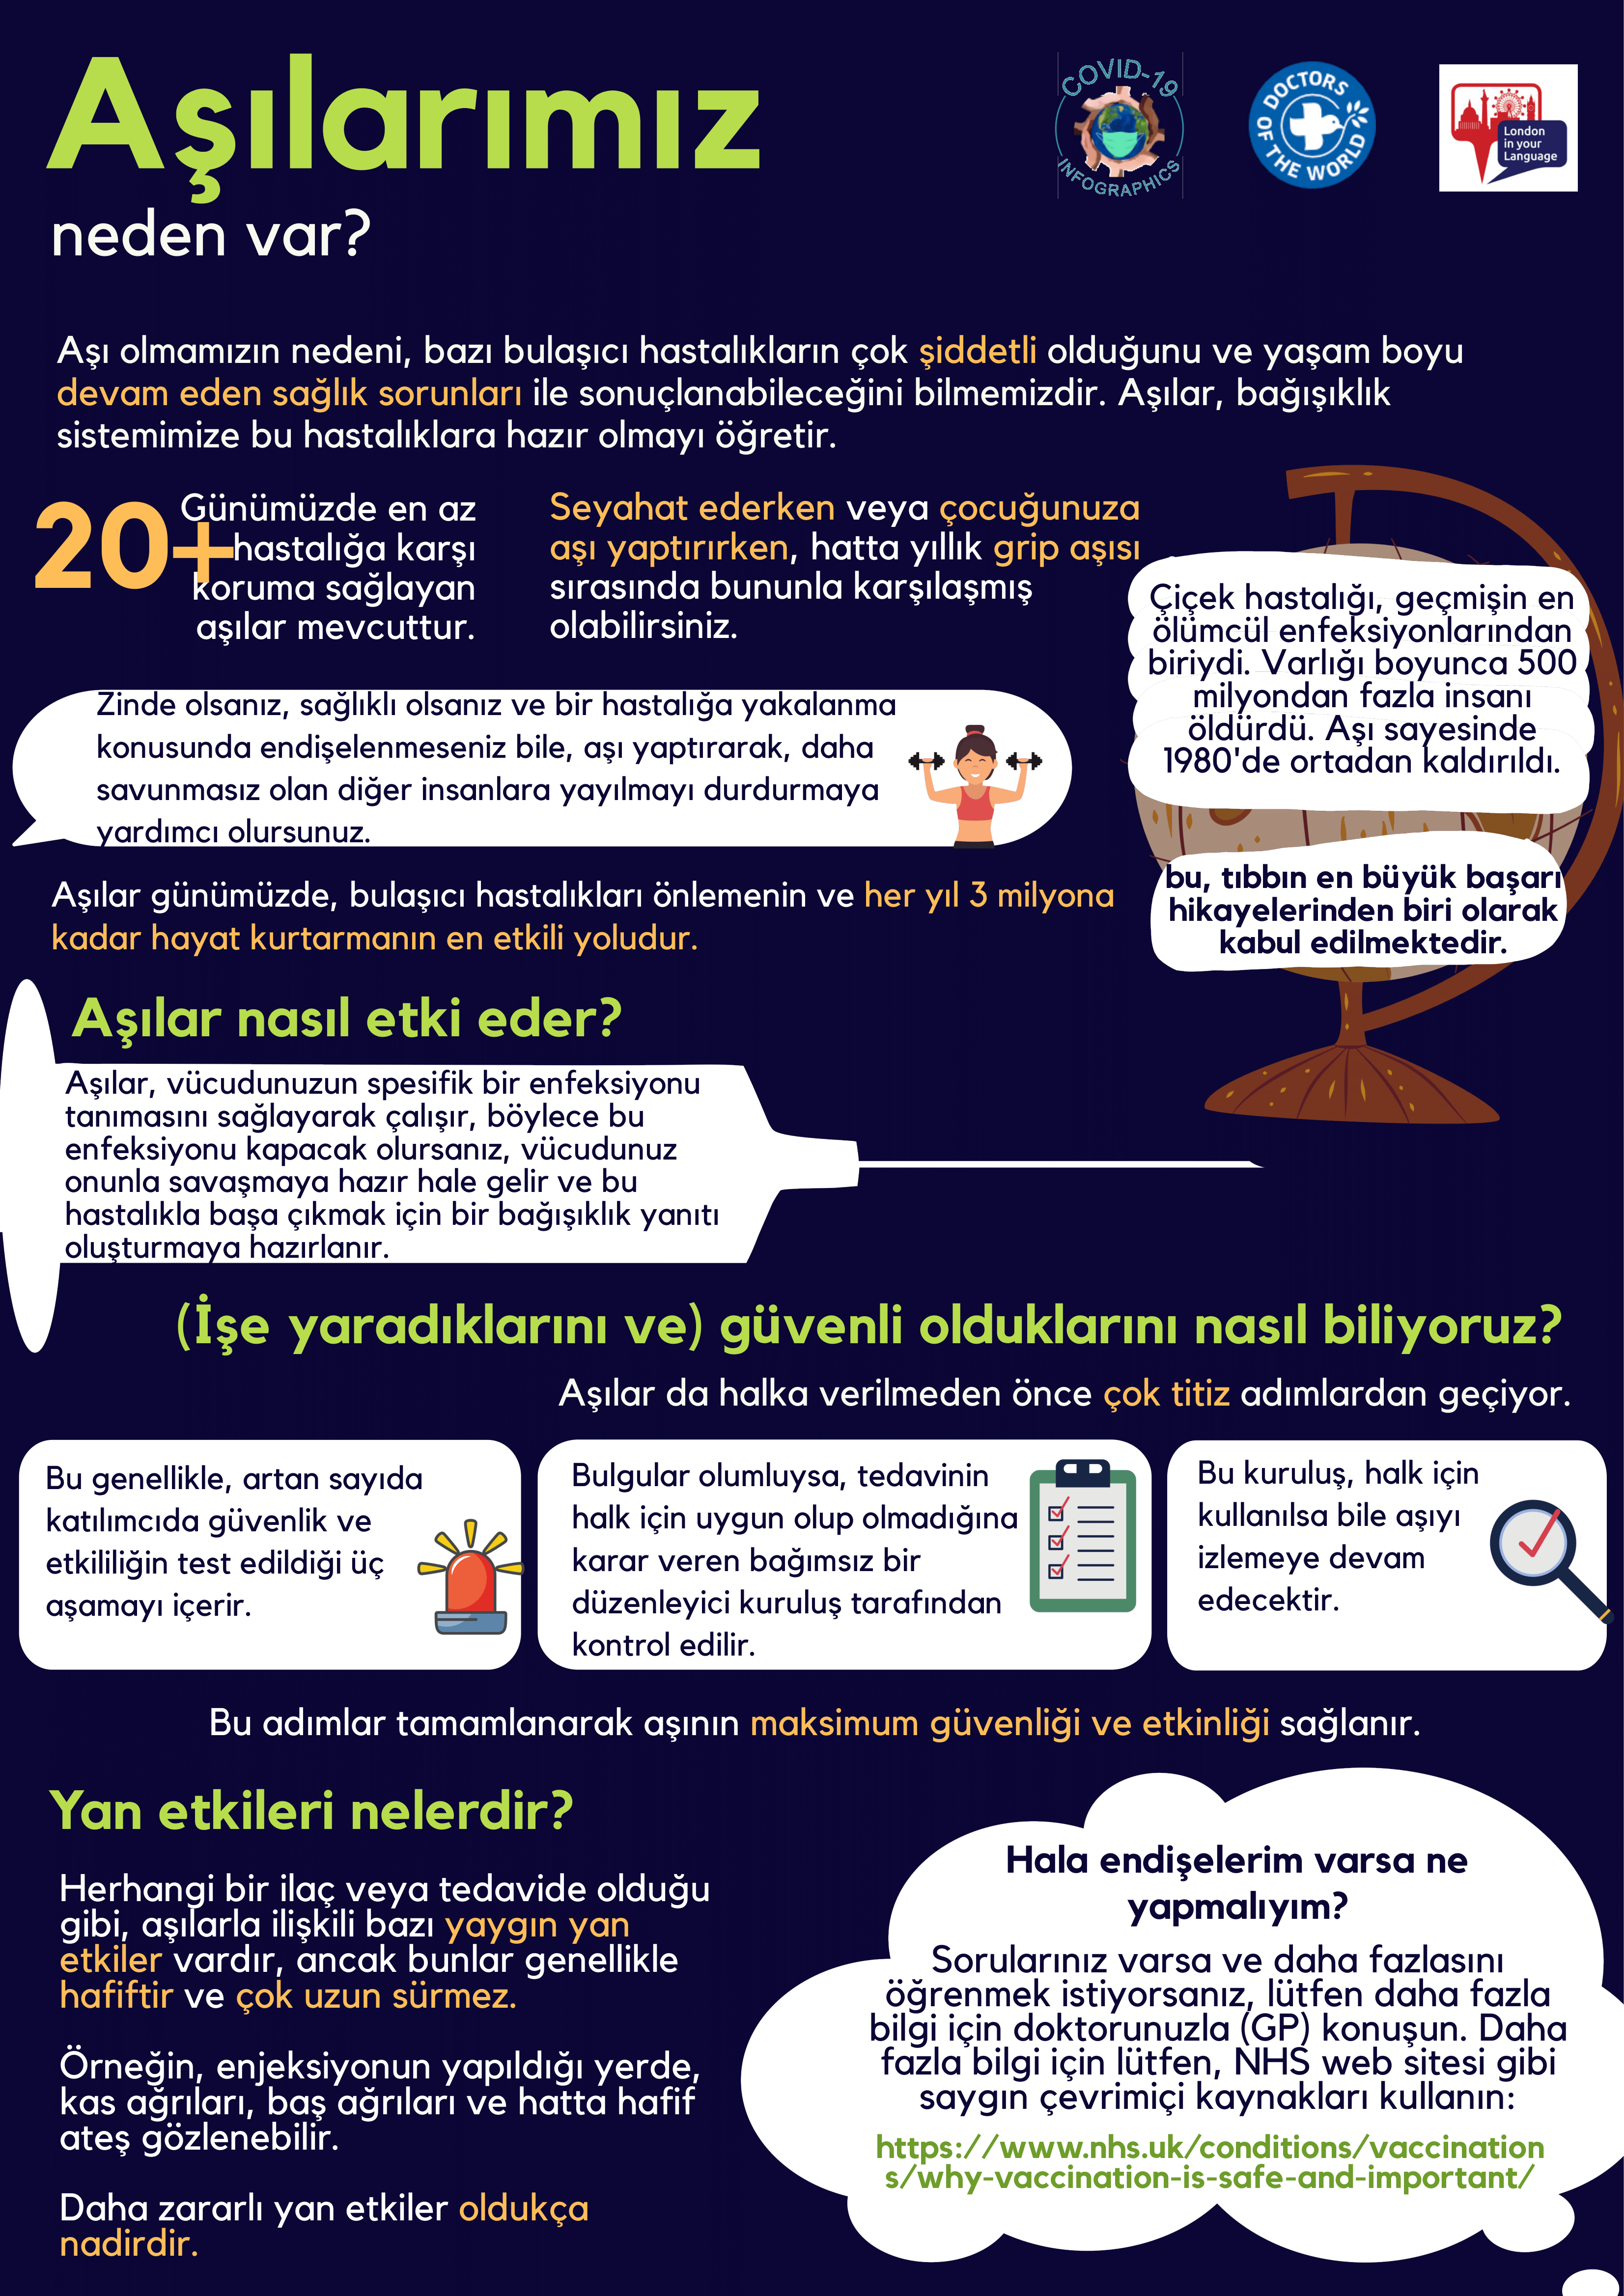 Aşılarımız
neden var?
COVID-19
INFOGRAPHICS
DOCTORS
OF THE WORLD
London
in your
Language
Aşı olmamızın nedeni, bazı bulaşıcı hastalıkların çok şiddetli olduğunu ve yaşam boyu
devam eden sağlık sorunları ile sonuçlanabileceğini bilmemizdir. Aşılar, bağışıklık
sistemimize bu hastalıklara hazır olmayı öğretir.
20+
Günümüzde en az
hastalığa karşı
koruma sağlayan
aşılar mevcuttur.
Seyahat ederken veya çocuğunuza
aşı yaptırırken, hatta yıllık grip aşısı
sırasında bununla karşılaşmış
olabilirsiniz.
Çiçek hastalığı, geçmişin en
ölümcül enfeksiyonlarından
biriydi. Varlığı boyunca 500
milyondan fazla insanı
öldürdü. Aşı sayesinde
1980'de ortadan kaldırıldı.
bu, tıbbın en büyük başarı
hikayelerinden biri olarak
kabul edilmektedir.
Zinde olsanız, sağlıklı olsanız ve bir hastalığa yakalanma
konusunda endişelenmeseniz bile, aşı yaptırarak, daha
savunmasız olan diğer insanlara yayılmayı durdurmaya
yardımcı olursunuz.
Aşılar günümüzde, bulaşıcı hastalıkları önlemenin ve her yıl 3 milyona
kadar hayat kurtarmanın en etkili yoludur.
Aşılar nasıl etki eder?
Aşılar, vücudunuzun spesifik bir enfeksiyonu
tanımasını sağlayarak çalışır, böylece bu
enfeksiyonu kapacak olursanız, vücudunuz
onunla savaşmaya hazır hale gelir ve bu
hastalıkla başa çıkmak için bir bağışıklık yanıtı
oluşturmaya hazırlanır.
(İşe yaradıklarını ve) güvenli olduklarını nasıl biliyoruz?
Aşılar da halka verilmeden önce çok titiz adımlardan geçiyor.
Bu genellikle, artan sayıda
katılımcıda güvenlik ve
etkililiğin test edildiği üç
aşamayı içerir.
Bulgular olumluysa, tedavinin
halk için uygun olup olmadığına
karar veren bağımsız bir
düzenleyici kuruluş tarafından
kontrol edilir.
Bu kuruluş, halk için
kullanılsa bile aşıyı
izlemeye devam
edecektir.
Bu adımlar tamamlanarak aşının maksimum güvenliği ve etkinliği sağlanır.
Yan etkileri nelerdir?
Herhangi bir ilaç veya tedavide olduğu
gibi, aşılarla ilişkili bazı yaygın yan
etkiler vardır, ancak bunlar genellikle
hafiftir ve çok uzun sürmez.
Örneğin, enjeksiyonun yapıldığı yerde,
kas ağrıları, baş ağrıları ve hatta hafif
ateş gözlenebilir.
Daha zararlı yan etkiler oldukça
nadirdir.
Hala endişelerim varsa ne
yapmalıyım?
Sorularınız varsa ve daha fazlasını
öğrenmek istiyorsanız, lütfen daha fazla
bilgi için doktorunuzla (GP) konuşun. Daha
fazla bilgi için lütfen, NHS web sitesi gibi
saygın çevrimiçi kaynakları kullanın:
https://www.nhs.uk/conditions/vaccination
s/why-vaccination-is-safe-and-important/